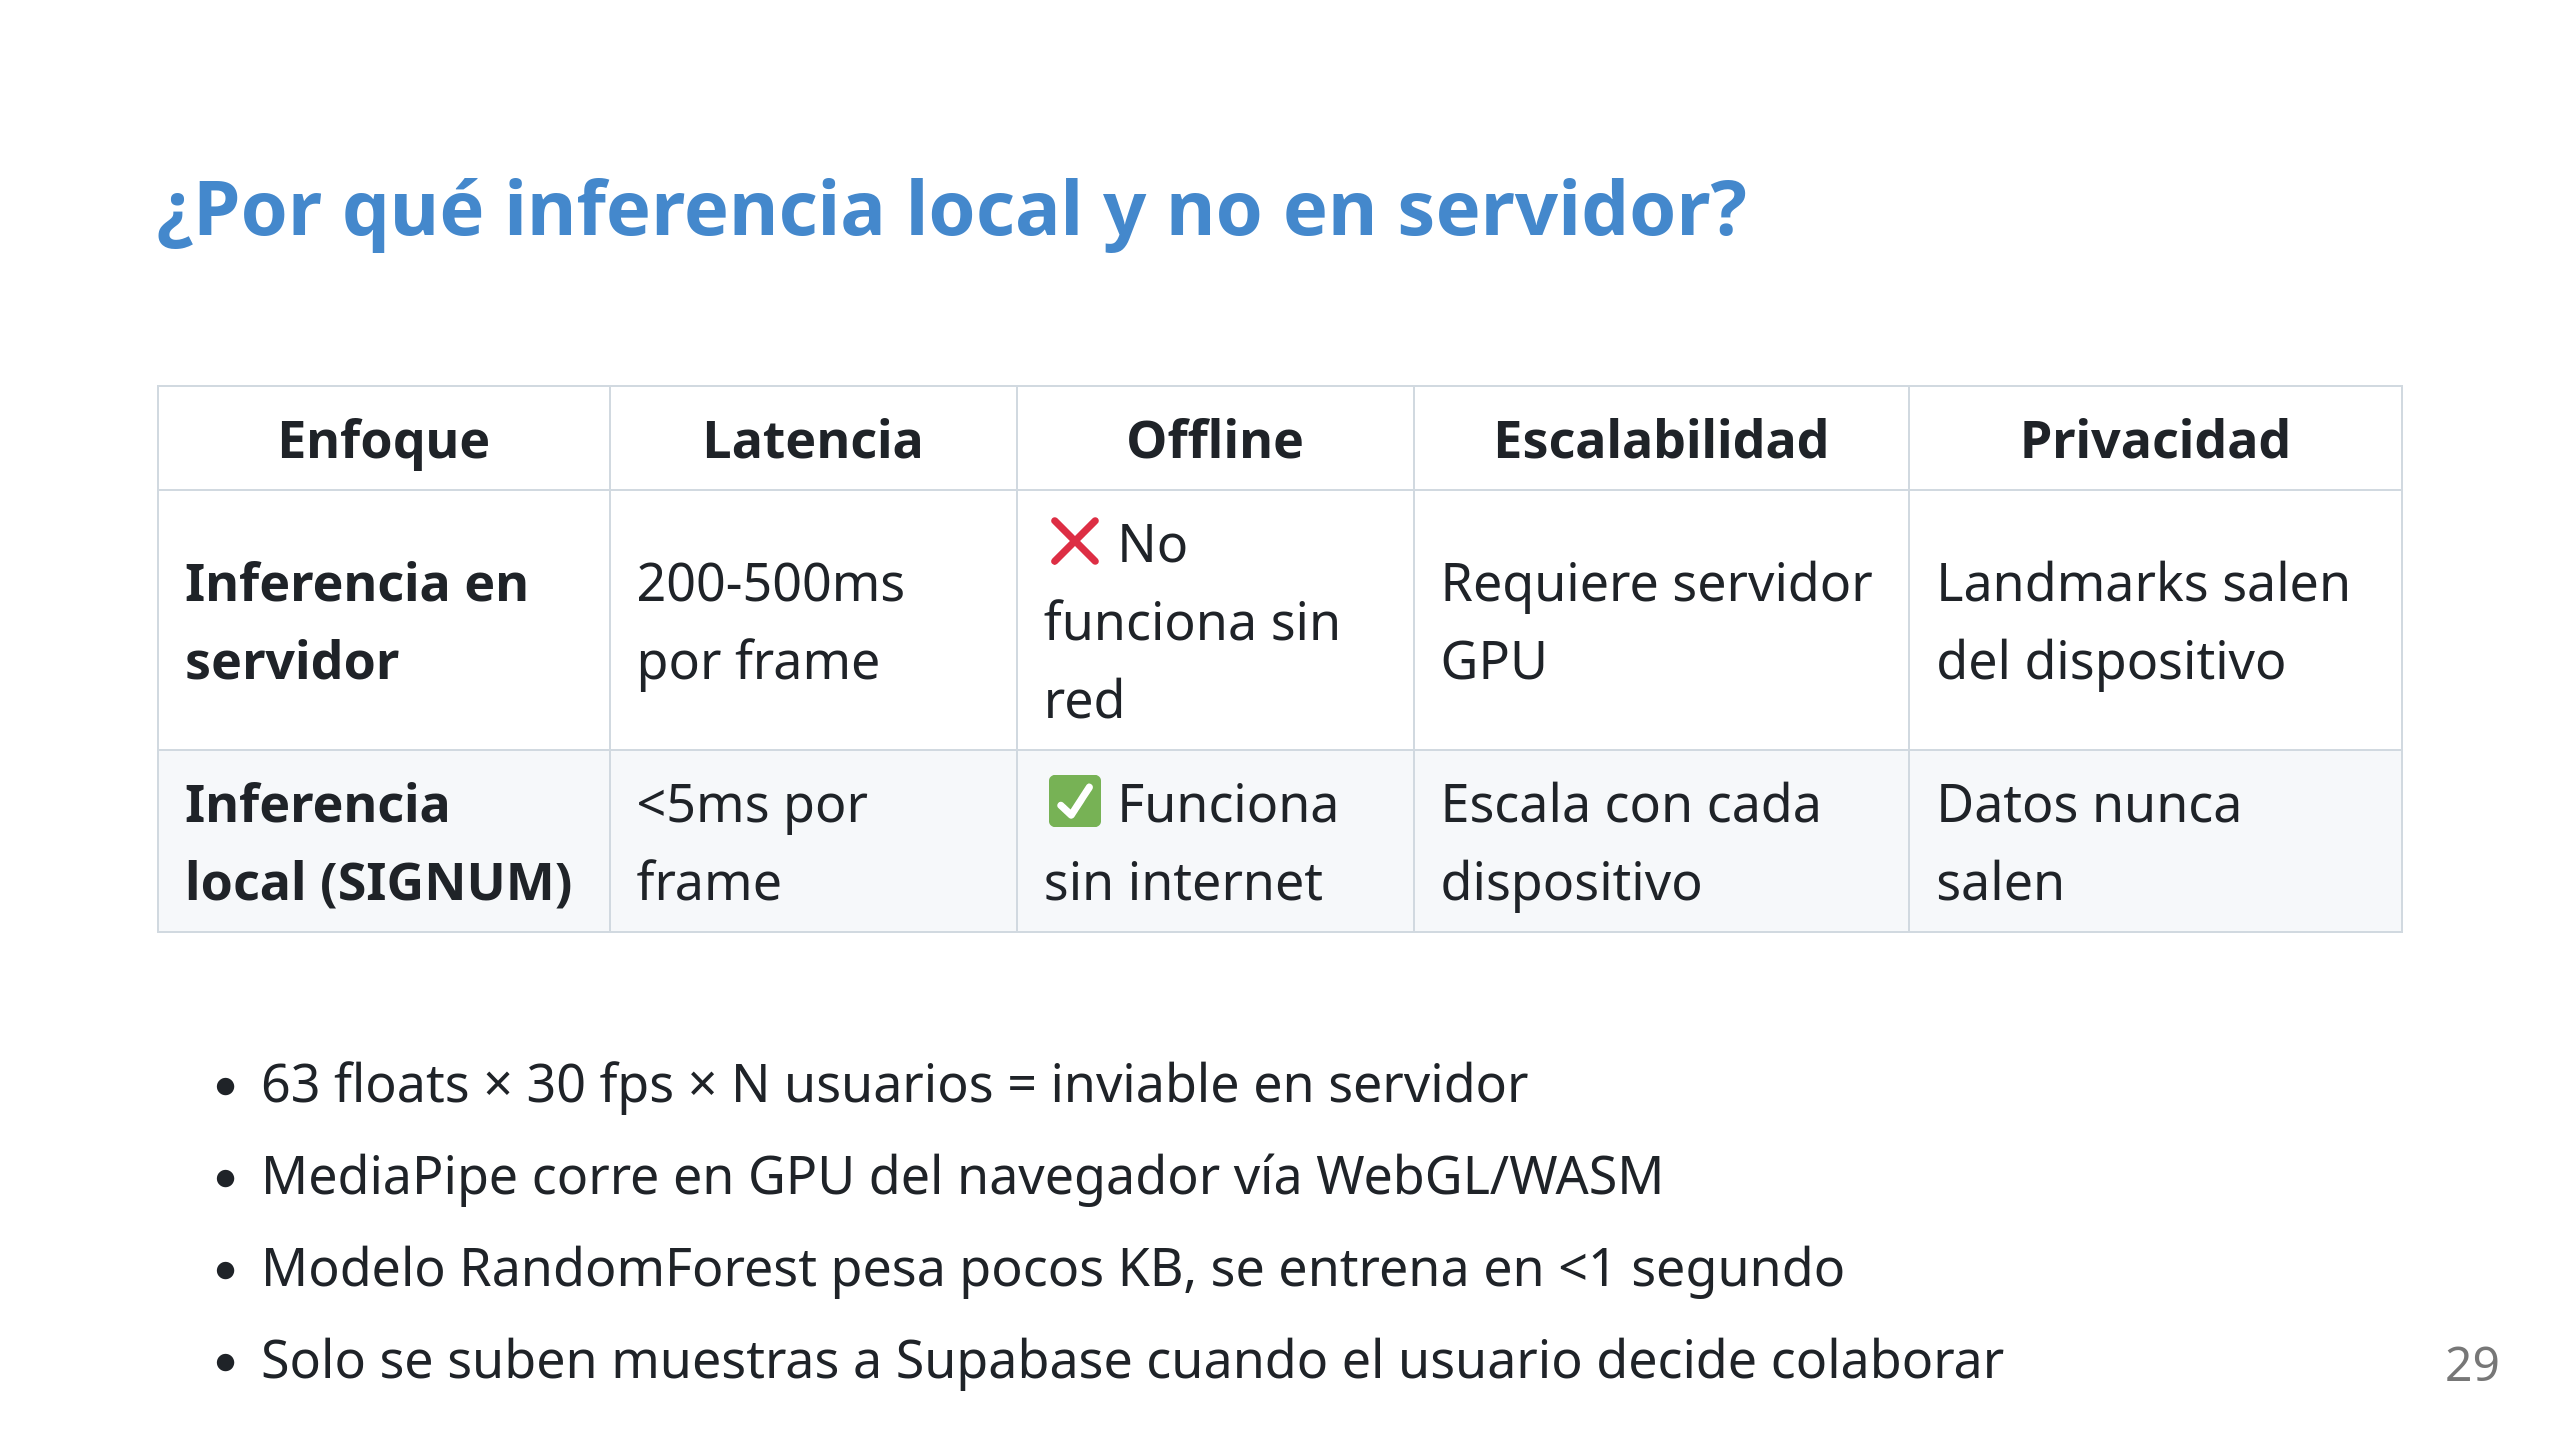 ¿Por qué inferencia local y no en servidor?
Enfoque Latencia Offline Escalabilidad Privacidad
Inferencia en servidor 200-500ms por frame ❌ No funciona sin red Requiere servidor GPU Landmarks salen del dispositivo
Inferencia local (SIGNUM) <5ms por frame ✅ Funciona sin internet Escala con cada dispositivo Datos nunca salen
• 63 floats × 30 fps × N usuarios = inviable en servidor
• MediaPipe corre en GPU del navegador vía WebGL/WASM
• Modelo RandomForest pesa pocos KB, se entrena en <1 segundo
• Solo se suben muestras a Supabase cuando el usuario decide colaborar
29